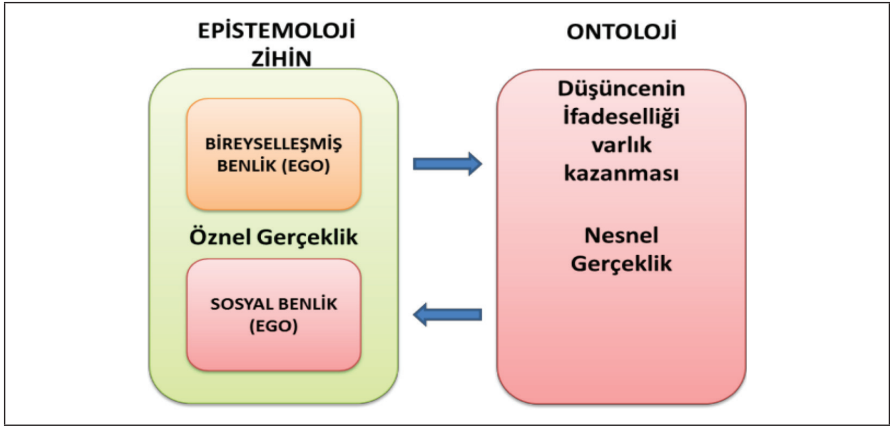 EPİSTEMOLOJİ
ZİHİN
BİREYSELLEŞMİŞ
BENLİK (EGO)
Öznel Gerçeklik
SOSYAL BENLİK
(EGO)
ONTOLOJİ
Düşüncenin
İfadeselliği
varlık
kazanması
Nesnel
Gerçeklik